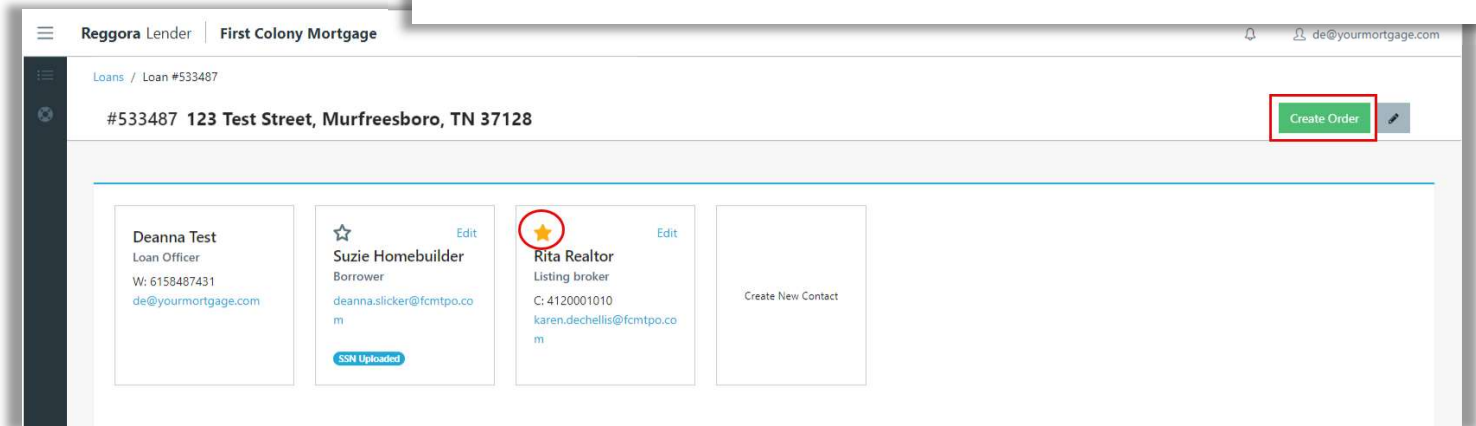 Reggora Lender First Colony Mortgage de@yourmortgage.com
Loans / Loan #533487
#533487 123 Test Street, Murfreesboro, TN 37128 Create Order
Deanna Test
Loan Officer
W: 6158487431
de@yourmortgage.com
Edit
Suzie Homebuilder
Borrower
deanna.slicker@fcmtpo.co
m
SSN Uploaded
Edit
Rita Realtor
Listing broker
C: 4120001010
karen.dechellis@fcmtpo.co
m
Create New Contact